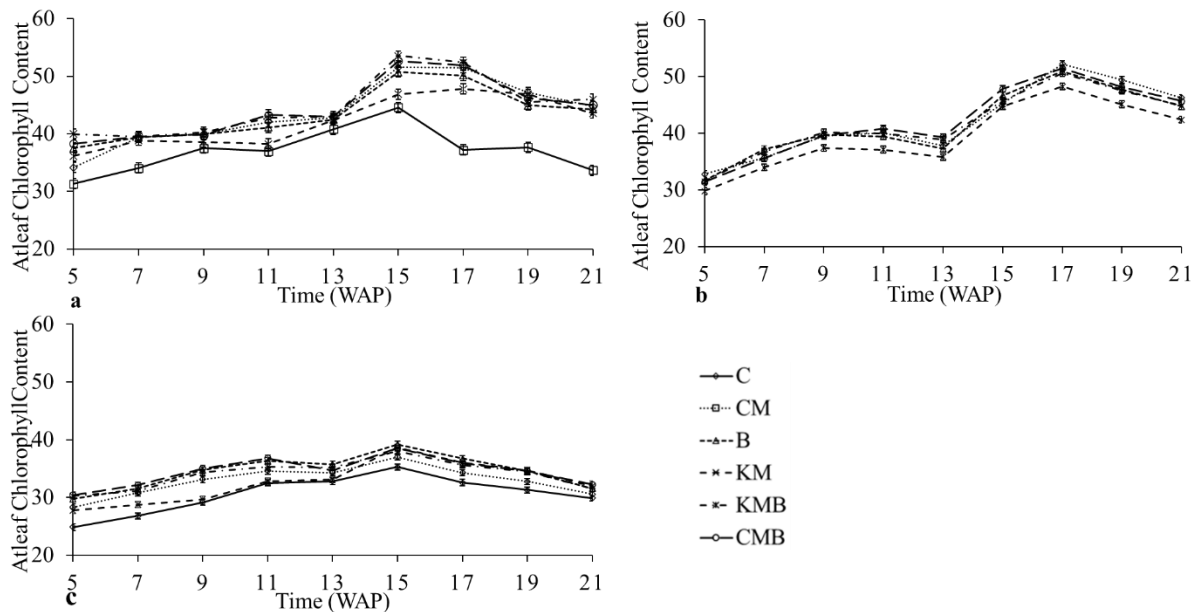 60
50
40
30
20
Atleaf Chlorophyll Content
5 7 9 11 13 15 17 19 21
Time (WAP)
a
60
50
40
30
20
Atleaf Chlorophyll Content
5 7 9 11 13 15 17 19 21
Time (WAP)
b
60
50
40
30
20
Atleaf ChlorophyllContent
5 7 9 11 13 15 17 19 21
Time (WAP)
c
C
CM
B
KM
KMB
CMB